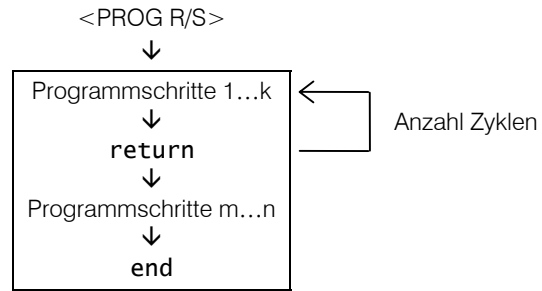 <PROG R/S>
Programmschritte 1...k
return
Anzahl Zyklen
Programmschritte m...n
end